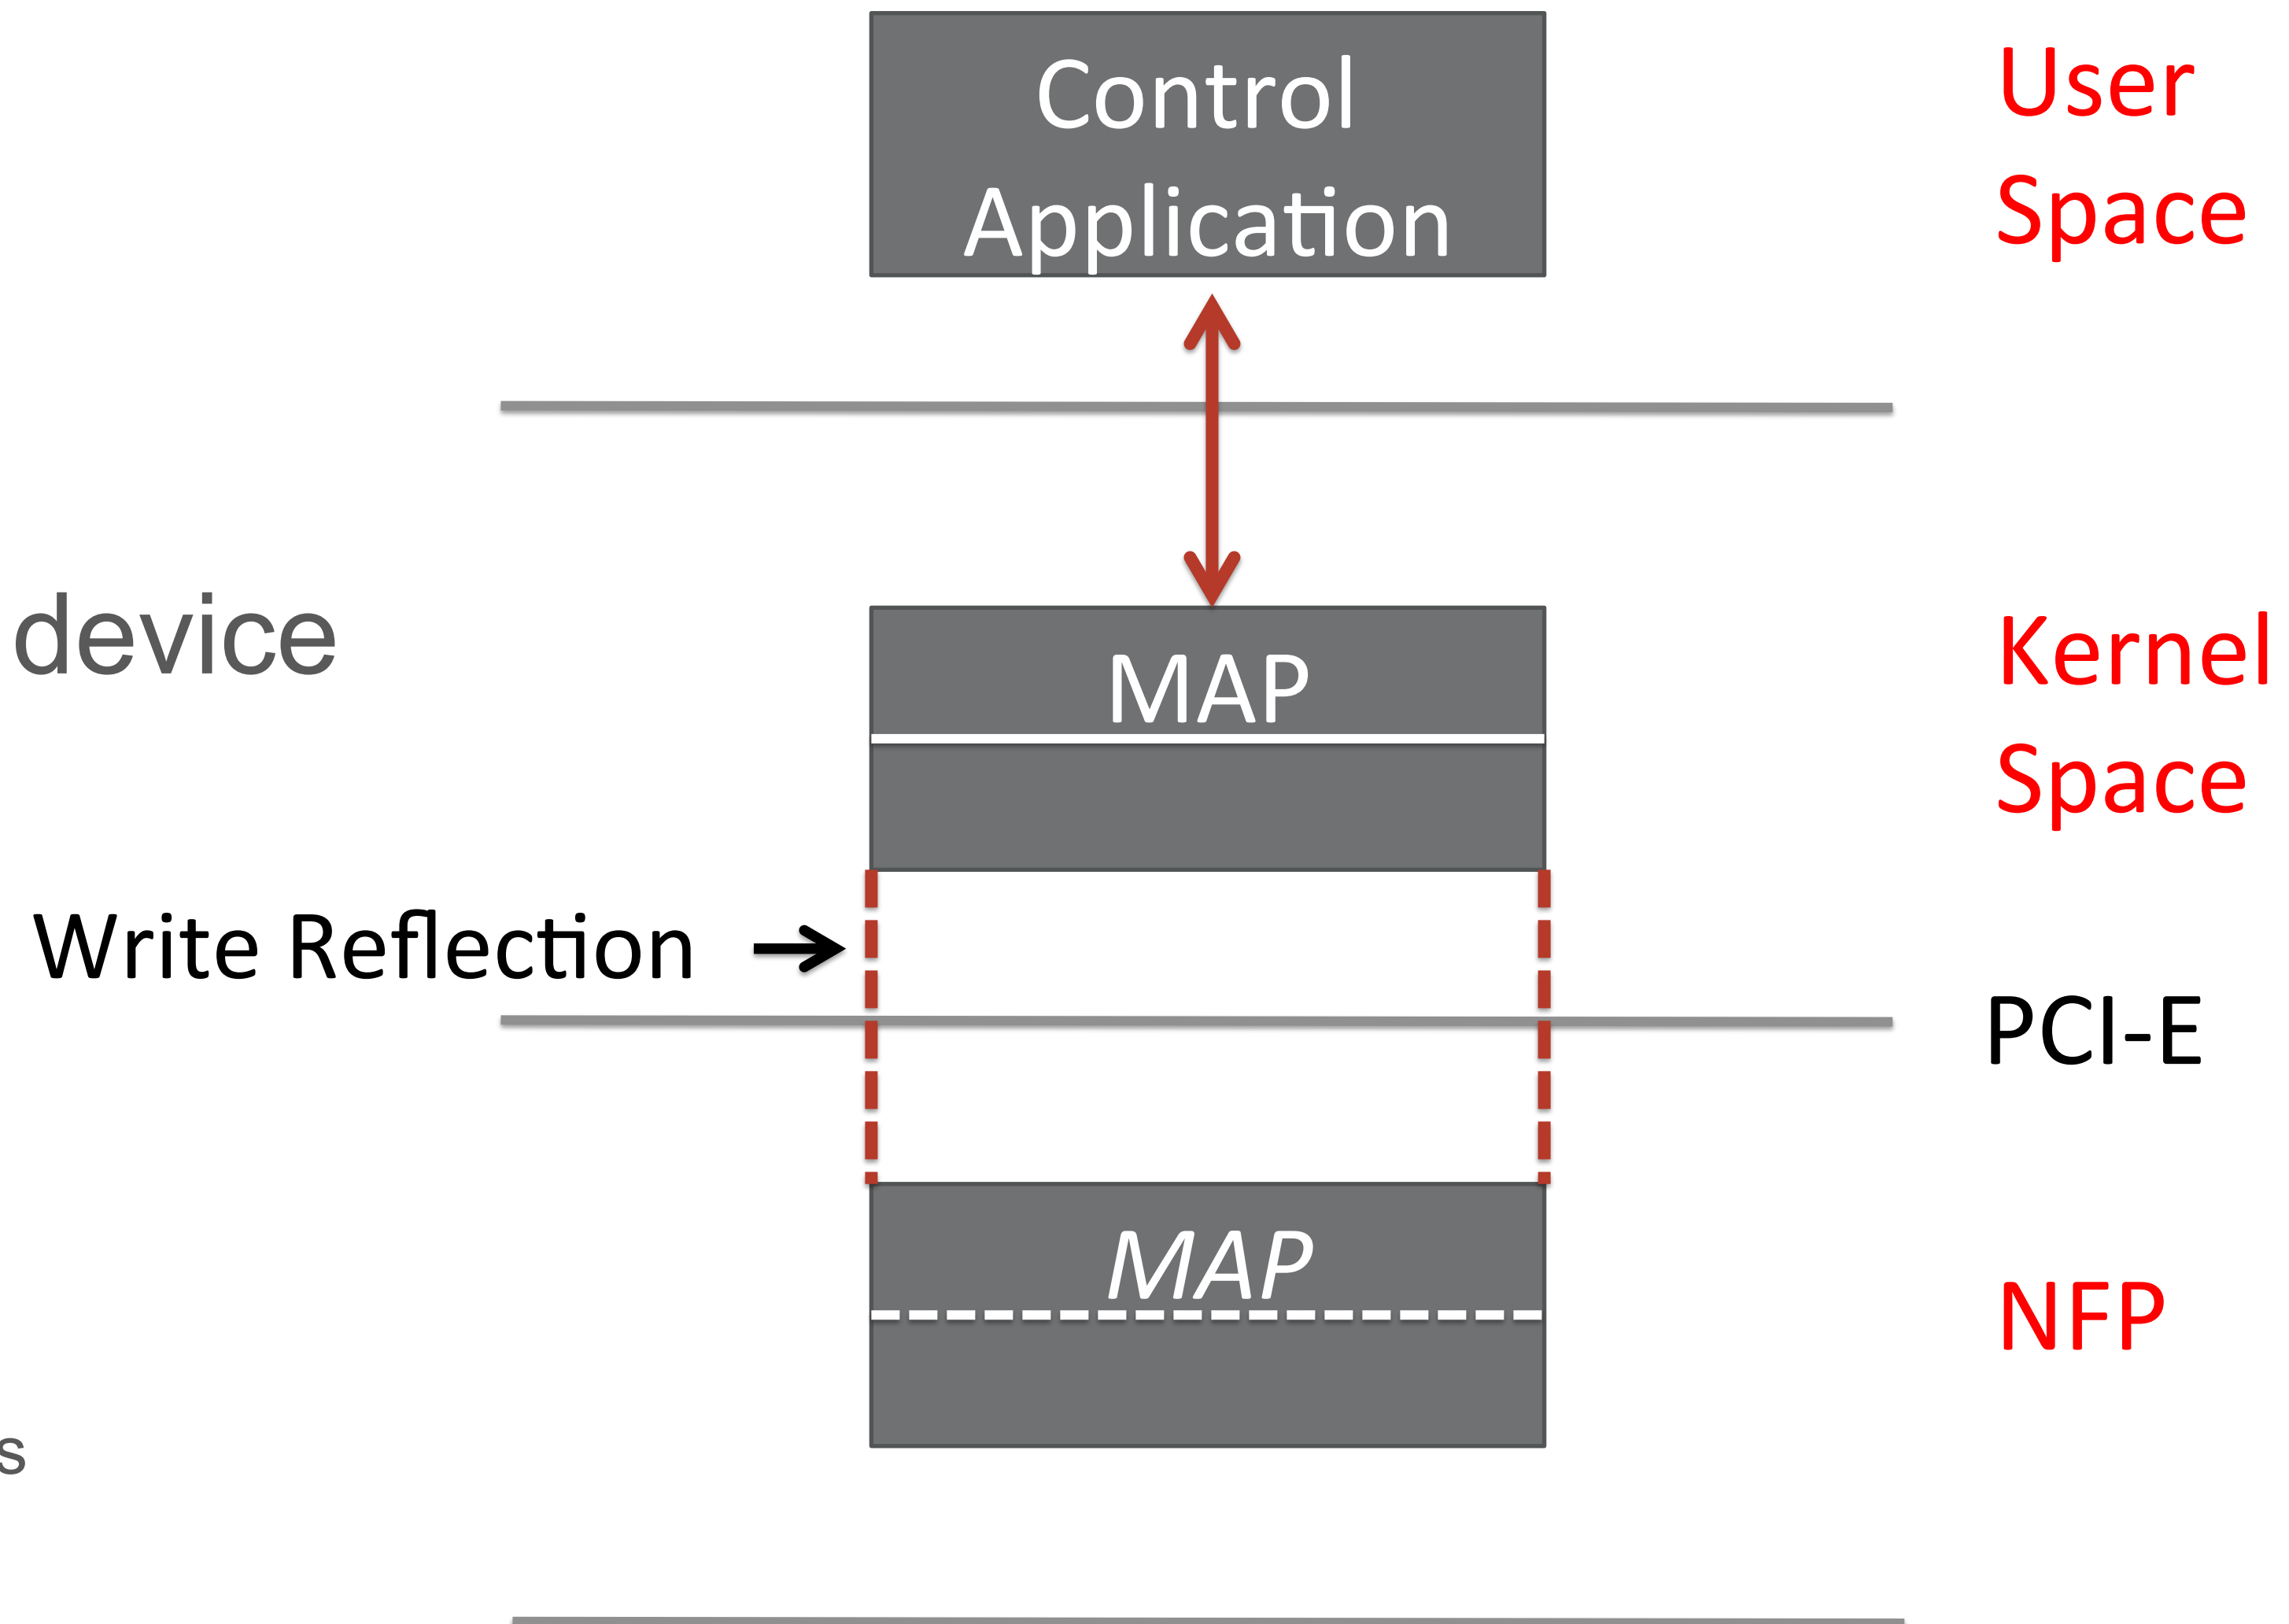 Control
Application
User
Space
device
MAP
Kernel
Space
Write Reflection
PCI-E
MAP
NFP
s